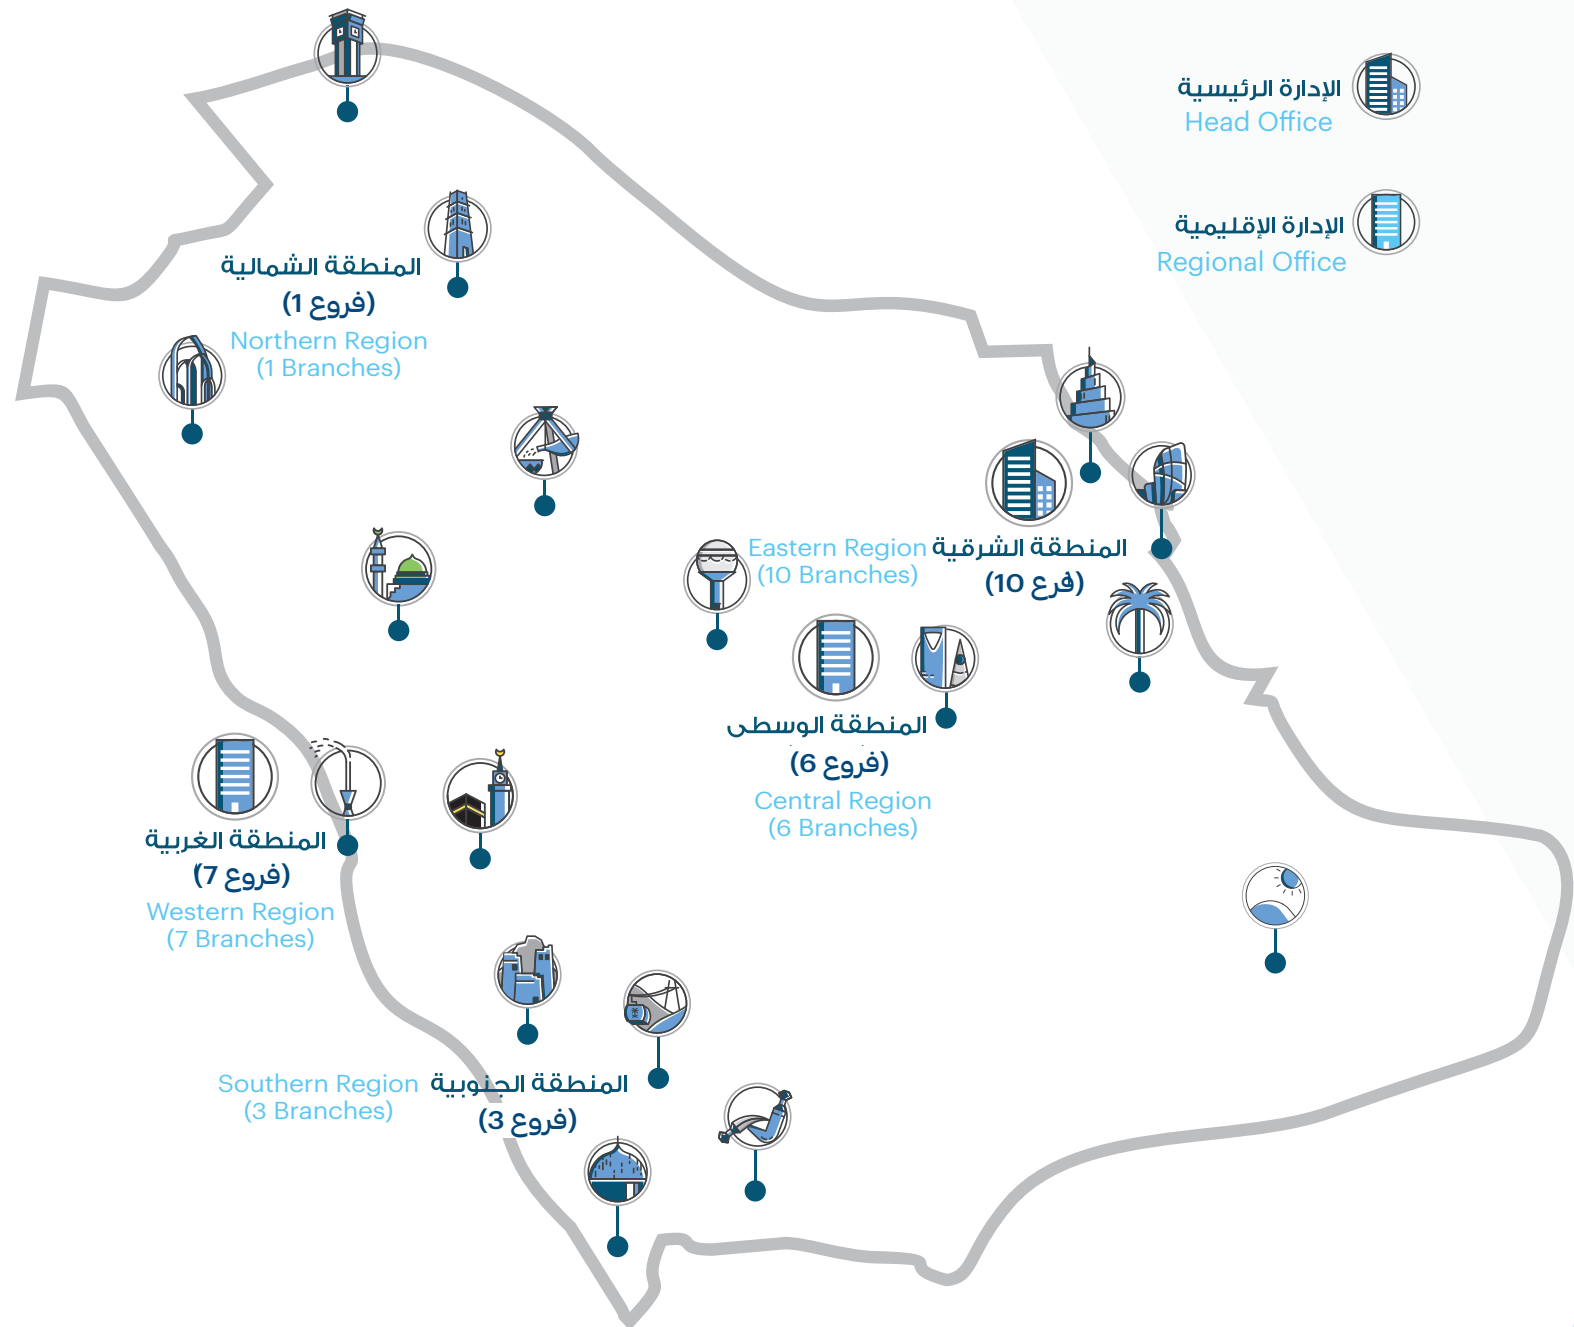 الإدارة الرئيسية
Head Office
الإدارة الإقليمية
Regional Office
المنطقة الشمالية
(1 فروع)
Northern Region
(1 Branches)
Eastern Region
(10 Branches)
المنطقة الشرقية
(10 فرع)
المنطقة الوسطى
(6 فروع)
Central Region
(6 Branches)
المنطقة الغربية
(7 فروع)
Western Region
(7 Branches)
Southern Region
(3 Branches)
المنطقة الجنوبية
(3 فروع)